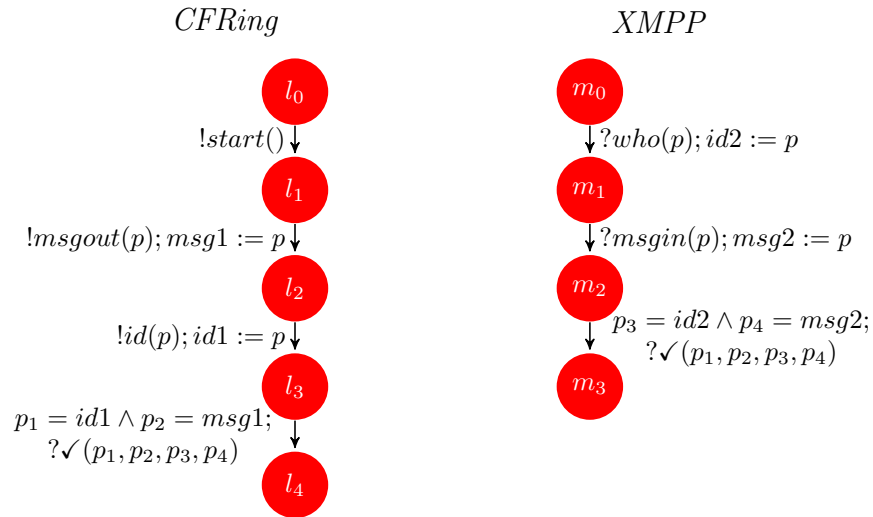 CFRing
l₀
!start()
l₁
!msgout(p); msg1 := p
l₂
!id(p); id1 := p
l₃
p₁ = id1 ∧ p₂ = msg1;
?✓(p₁, p₂, p₃, p₄)
l₄
XMPP
m₀
?who(p); id2 := p
m₁
?msgin(p); msg2 := p
m₂
p₃ = id2 ∧ p₄ = msg2;
?✓(p₁, p₂, p₃, p₄)
m₃